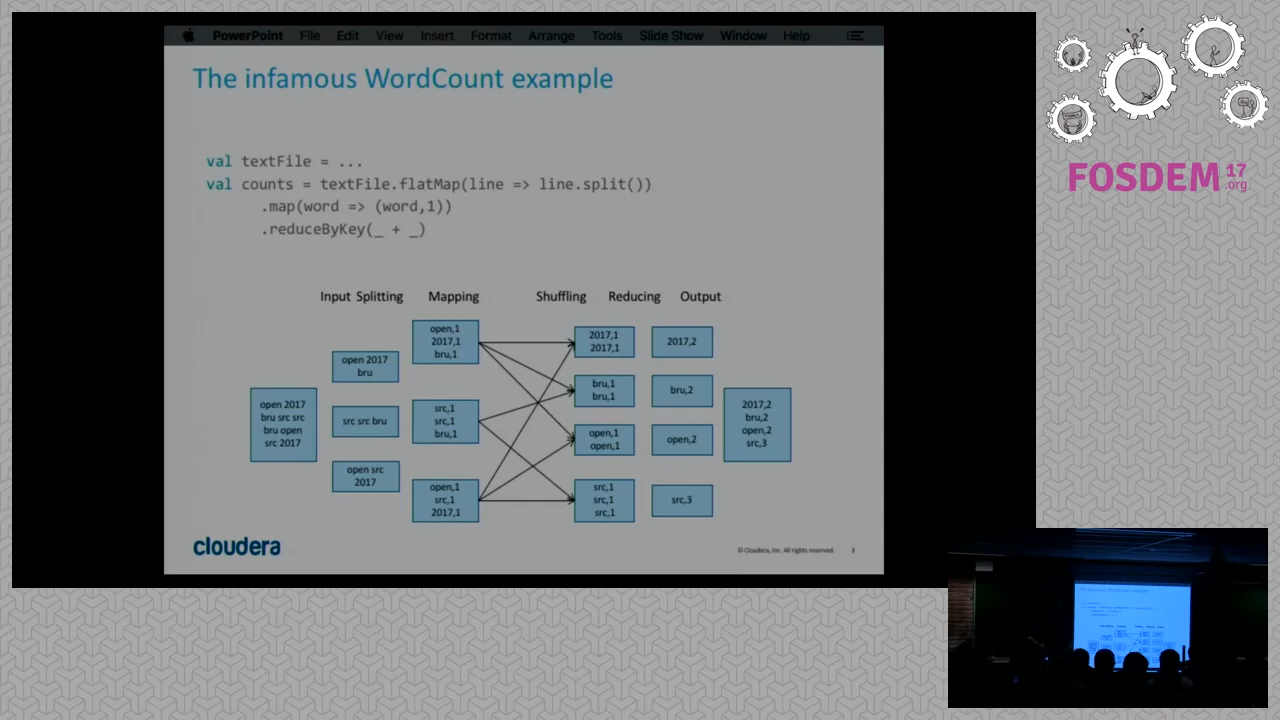 PowerPoint File Edit View Insert Format Arrange Tools Slide Show Window Help
The infamous WordCount example
val textFile = ...
val counts = textFile.flatMap(line => line.split())
.map(word => (word,1))
.reduceByKey(_ + _)
Input Splitting Mapping Shuffling Reducing Output
open 2017
bru src src
bru open
src 2017
open 2017
bru
src src bru
open src
2017
open,1
2017,1
bru,1
src,1
src,1
bru,1
open,1
src,1
2017,1
2017,1
2017,1
bru,1
bru,1
open,1
open,1
src,1
src,1
src,1
2017,2
bru,2
open,2
src,3
2017,2
bru,2
open,2
src,3
cloudera
© Cloudera, Inc. All rights reserved.
FOSDEM 17
.org